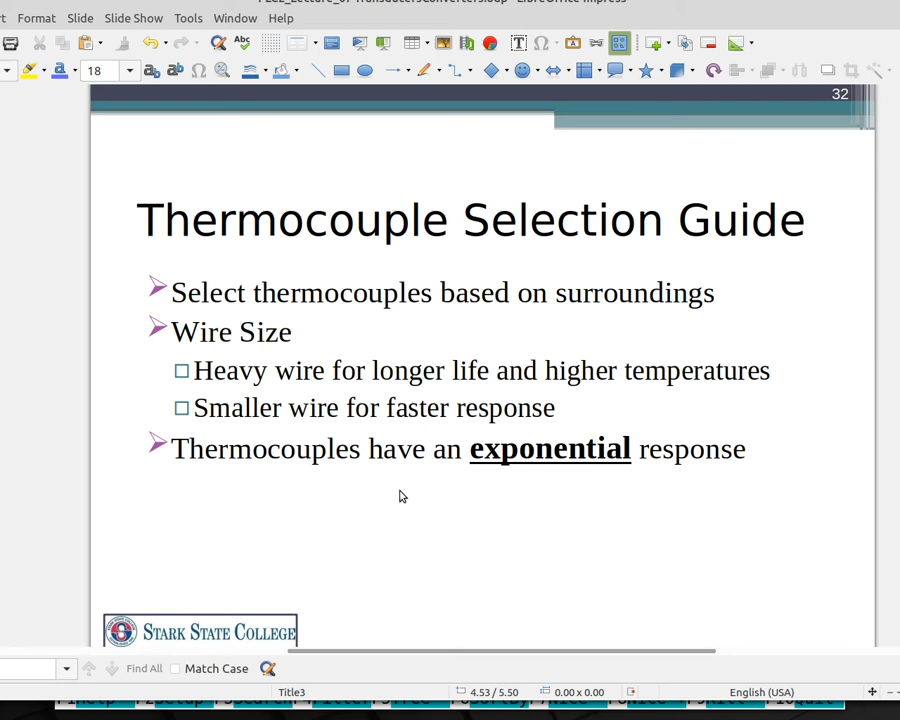 Format Slide Slide Show Tools Window Help
18
32
Thermocouple Selection Guide
Select thermocouples based on surroundings
Wire Size
Heavy wire for longer life and higher temperatures
Smaller wire for faster response
Thermocouples have an exponential response
STARK STATE COLLEGE
Find All Match Case
Title3 4.53 / 5.50 0.00 x 0.00 English (USA)